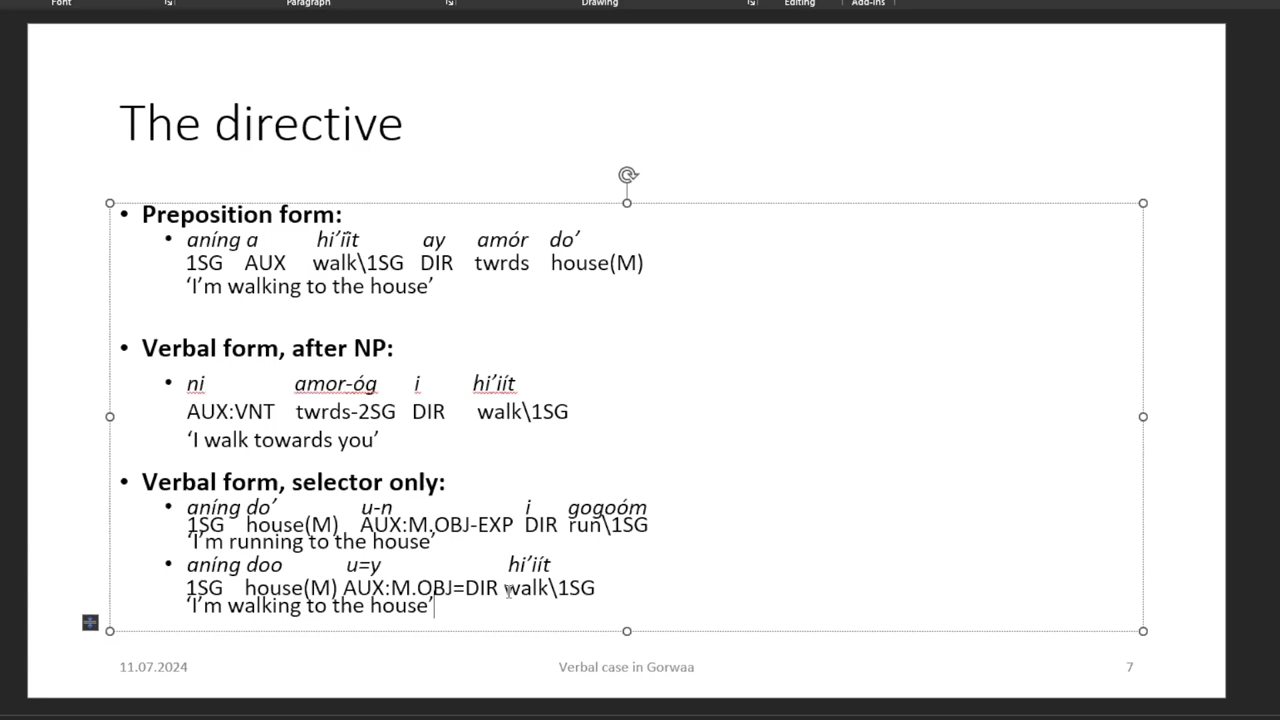 Font Paragraph Drawing Editing Add-ins
The directive
• Preposition form:
• aníng a hi’iît ay amór do’
1SG AUX walk\1SG DIR twrds house(M)
‘I’m walking to the house’
• Verbal form, after NP:
• ni amor-óg i hi’iít
AUX:VNT twrds-2SG DIR walk\1SG
‘I walk towards you’
• Verbal form, selector only:
• aníng do’ u-n i gogoóm
1SG house(M) AUX:M.OBJ-EXP DIR run\1SG
‘I’m running to the house’
• aníng doo u=y hi’iít
1SG house(M) AUX:M.OBJ=DIR walk\1SG
‘I’m walking to the house’
11.07.2024 Verbal case in Gorwaa 7